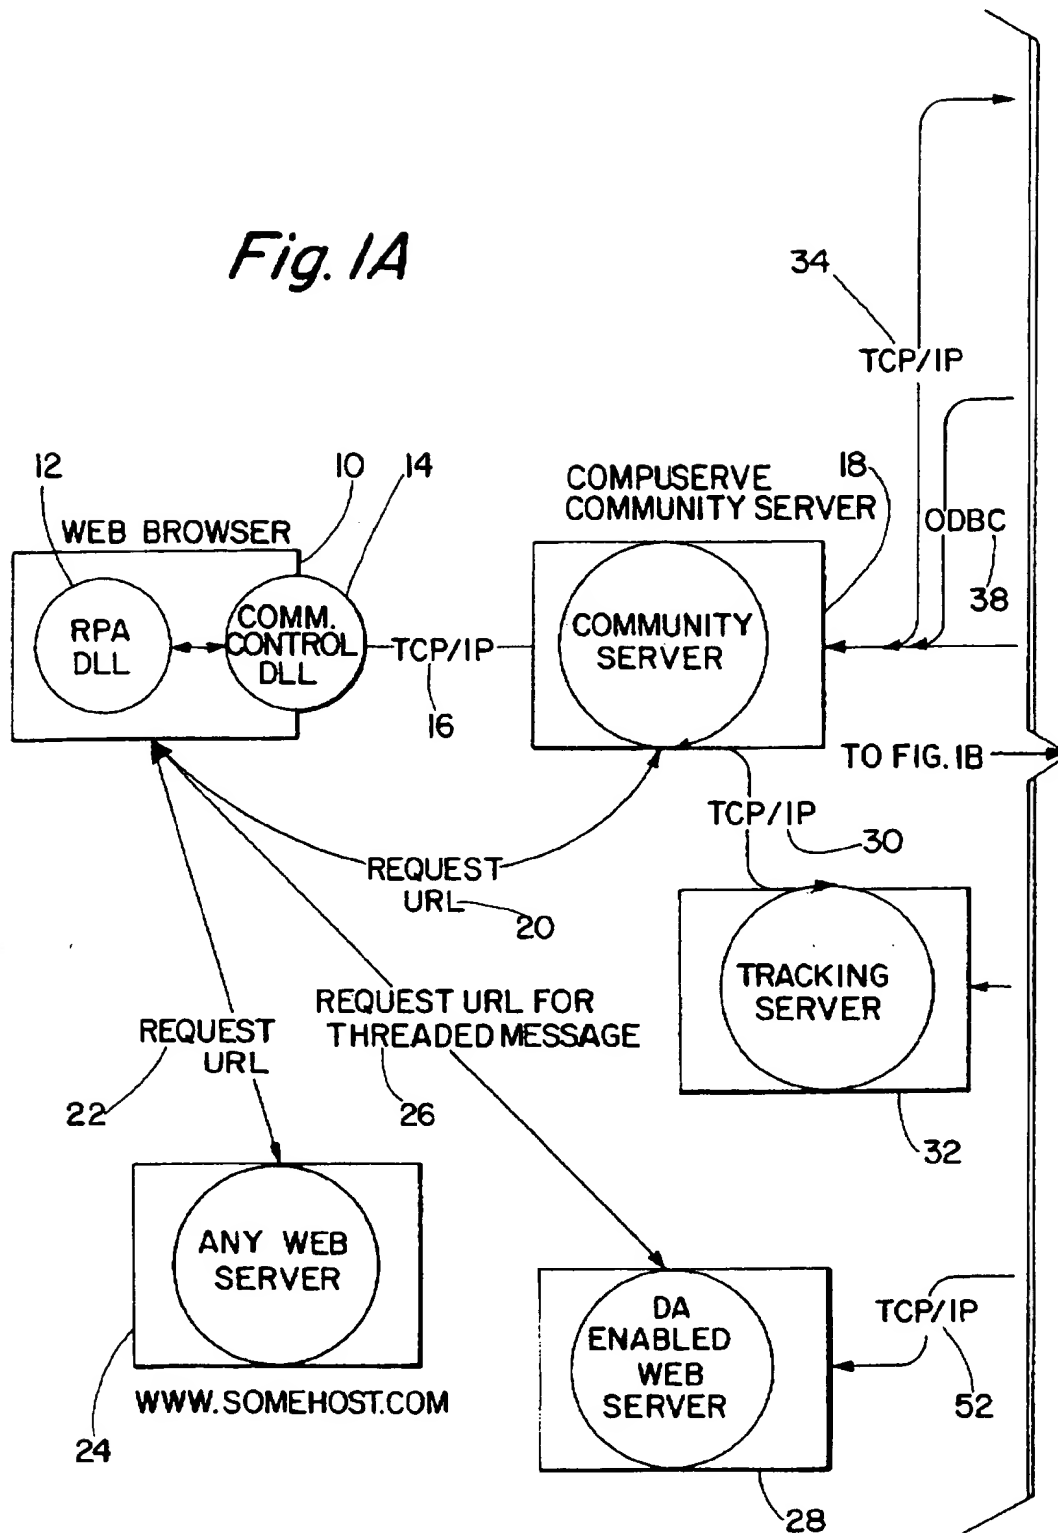 Fig. 1A
34
TCP/IP
12
10
14
COMPUSERVE
COMMUNITY SERVER
18
WEB BROWSER
ODBC
38
RPA
DLL
COMM.
CONTROL
DLL
TCP/IP
16
COMMUNITY
SERVER
TO FIG. 1B
TCP/IP
30
REQUEST
URL
20
TRACKING
SERVER
32
REQUEST URL FOR
THREADED MESSAGE
26
REQUEST
URL
22
ANY WEB
SERVER
WWW.SOMEHOST.COM
24
DA
ENABLED
WEB
SERVER
TCP/IP
52
28